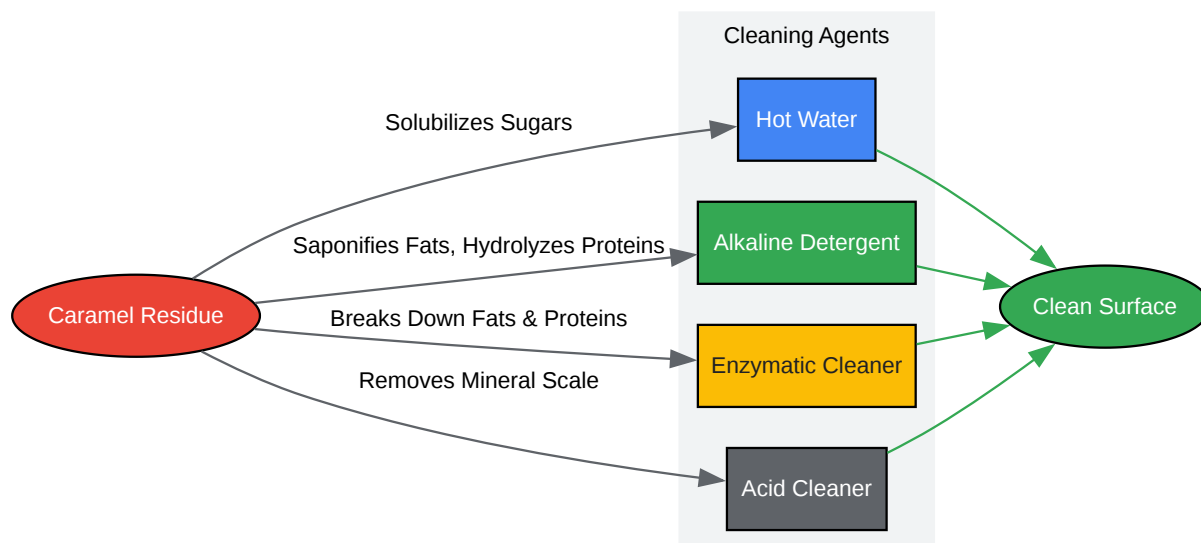 Cleaning Agents
Solubilizes Sugars
Hot Water
Saponifies Fats, Hydrolyzes Proteins
Alkaline Detergent
Caramel Residue
Clean Surface
Breaks Down Fats & Proteins
Enzymatic Cleaner
Removes Mineral Scale
Acid Cleaner